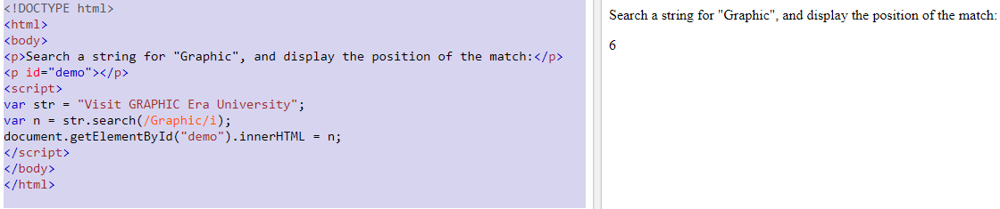 <!DOCTYPE html>
<html>
<body>
<p>Search a string for "Graphic", and display the position of the match:</p>
<p id="demo"></p>
<script>
var str = "Visit GRAPHIC Era University";
var n = str.search(/Graphic/i);
document.getElementById("demo").innerHTML = n;
</script>
</body>
</html>
Search a string for "Graphic", and display the position of the match:
6